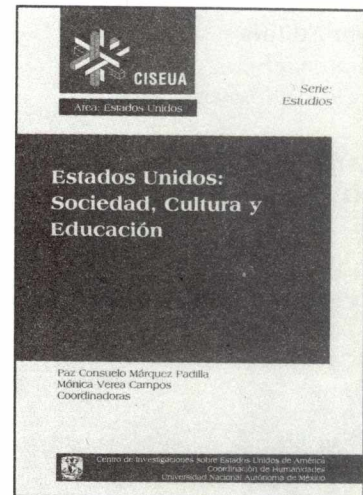 CISEUA
Area: Estados Unidos
Serie:
Estudios
Estados Unidos:
Sociedad, Cultura y
Educación
Paz Consuelo Márquez Padilla
Mónica Verea Campos
Coordinadoras
Centro de Investigaciones sobre Estados Unidos de América
Coordinación de Humanidades
Universidad Nacional Autónoma de México